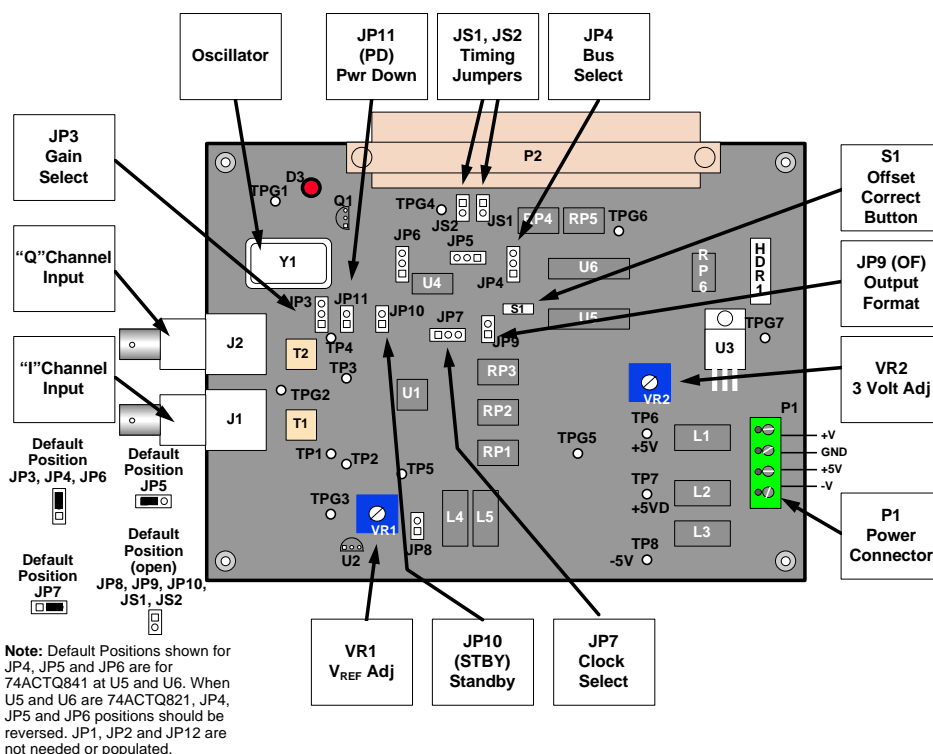 Oscillator
JP11
(PD)
Pwr Down
JS1, JS2
Timing
Jumpers
JP4
Bus
Select
JP3
Gain
Select
"Q"Channel
Input
"I"Channel
Input
S1
Offset
Correct
Button
JP9 (OF)
Output
Format
VR2
3 Volt Adj
P1
Power
Connector
P2
D3
TPG1
Q1
TPG4
JS2
JS1
RP4
RP5
TPG6
JP6
JP5
Y1
U4
JP4
U6
RP6
HDR1
S1
JP3
JP11
JP10
JP7
JP9
U5
TPG7
U3
J2
T2
TP4
TP3
RP3
TPG2
U1
VR2
P1
J1
T1
RP2
TP6
+5V
L1
+V
GND
+5V
-V
TP1
TP2
TP5
RP1
TPG5
TP7
+5VD
L2
TPG3
VR1
JP8
L4
L5
L3
U2
TP8
-5V
Default
Position
JP3, JP4, JP6
Default
Position
JP5
Default
Position
JP7
Default
Position
(open)
JP8, JP9, JP10,
JS1, JS2
VR1
VREF Adj
JP10
(STBY)
Standby
JP7
Clock
Select
Note: Default Positions shown for
JP4, JP5 and JP6 are for
74ACTQ841 at U5 and U6. When
U5 and U6 are 74ACTQ821, JP4,
JP5 and JP6 positions should be
reversed. JP1, JP2 and JP12 are
not needed or populated.